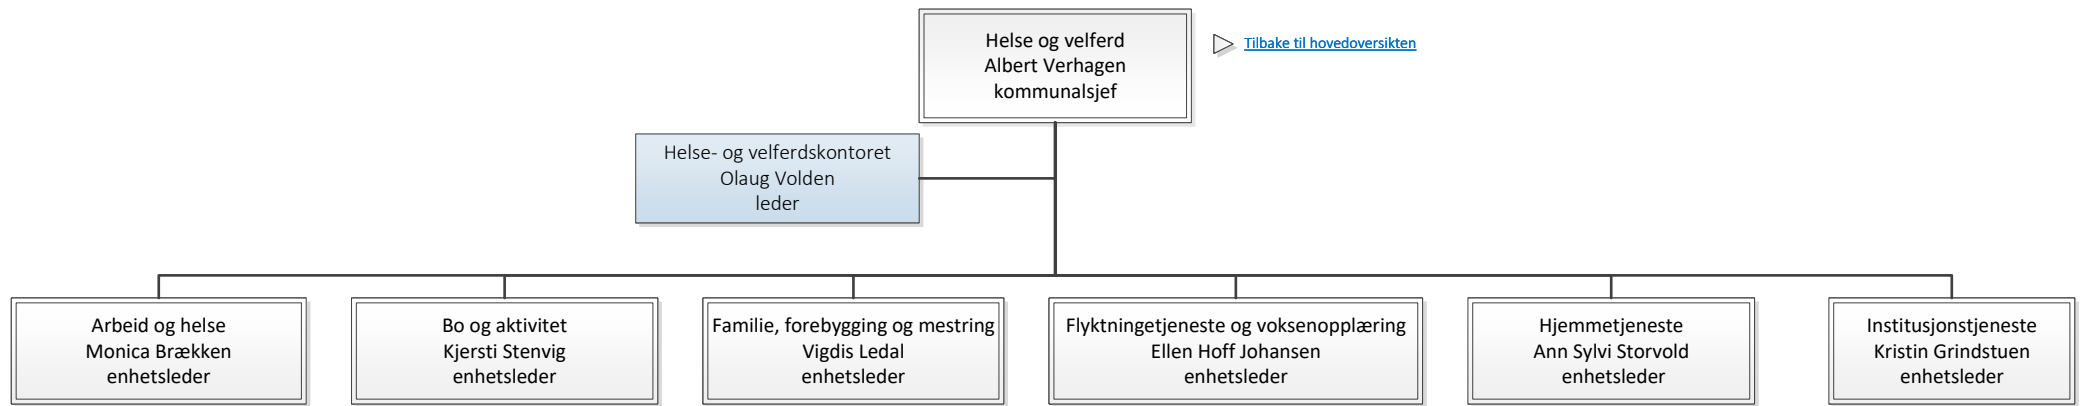 Helse og velferd
Albert Verhagen
kommunalsjef
Tilbake til hovedoversikten
Helse- og velferdskontoret
Olaug Volden
leder
Arbeid og helse
Monica Brækken
enhetsleder
Bo og aktivitet
Kjersti Stenvig
enhetsleder
Familie, forebygging og mestring
Vigdis Ledal
enhetsleder
Flyktningetjeneste og voksenopplæring
Ellen Hoff Johansen
enhetsleder
Hjemmetjeneste
Ann Sylvi Storvold
enhetsleder
Institusjonstjeneste
Kristin Grindstuen
enhetsleder